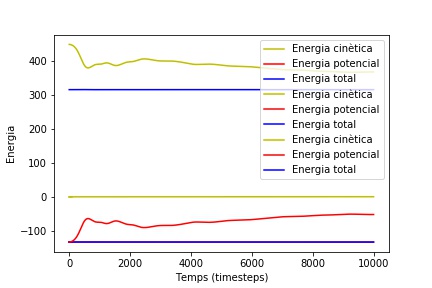 400
300
200
100
0
−100
Energia
0
2000
4000
6000
8000
10000
Temps (timesteps)
Energia cinètica
Energia potencial
Energia total
Energia cinètica
Energia potencial
Energia total
Energia cinètica
Energia potencial
Energia total